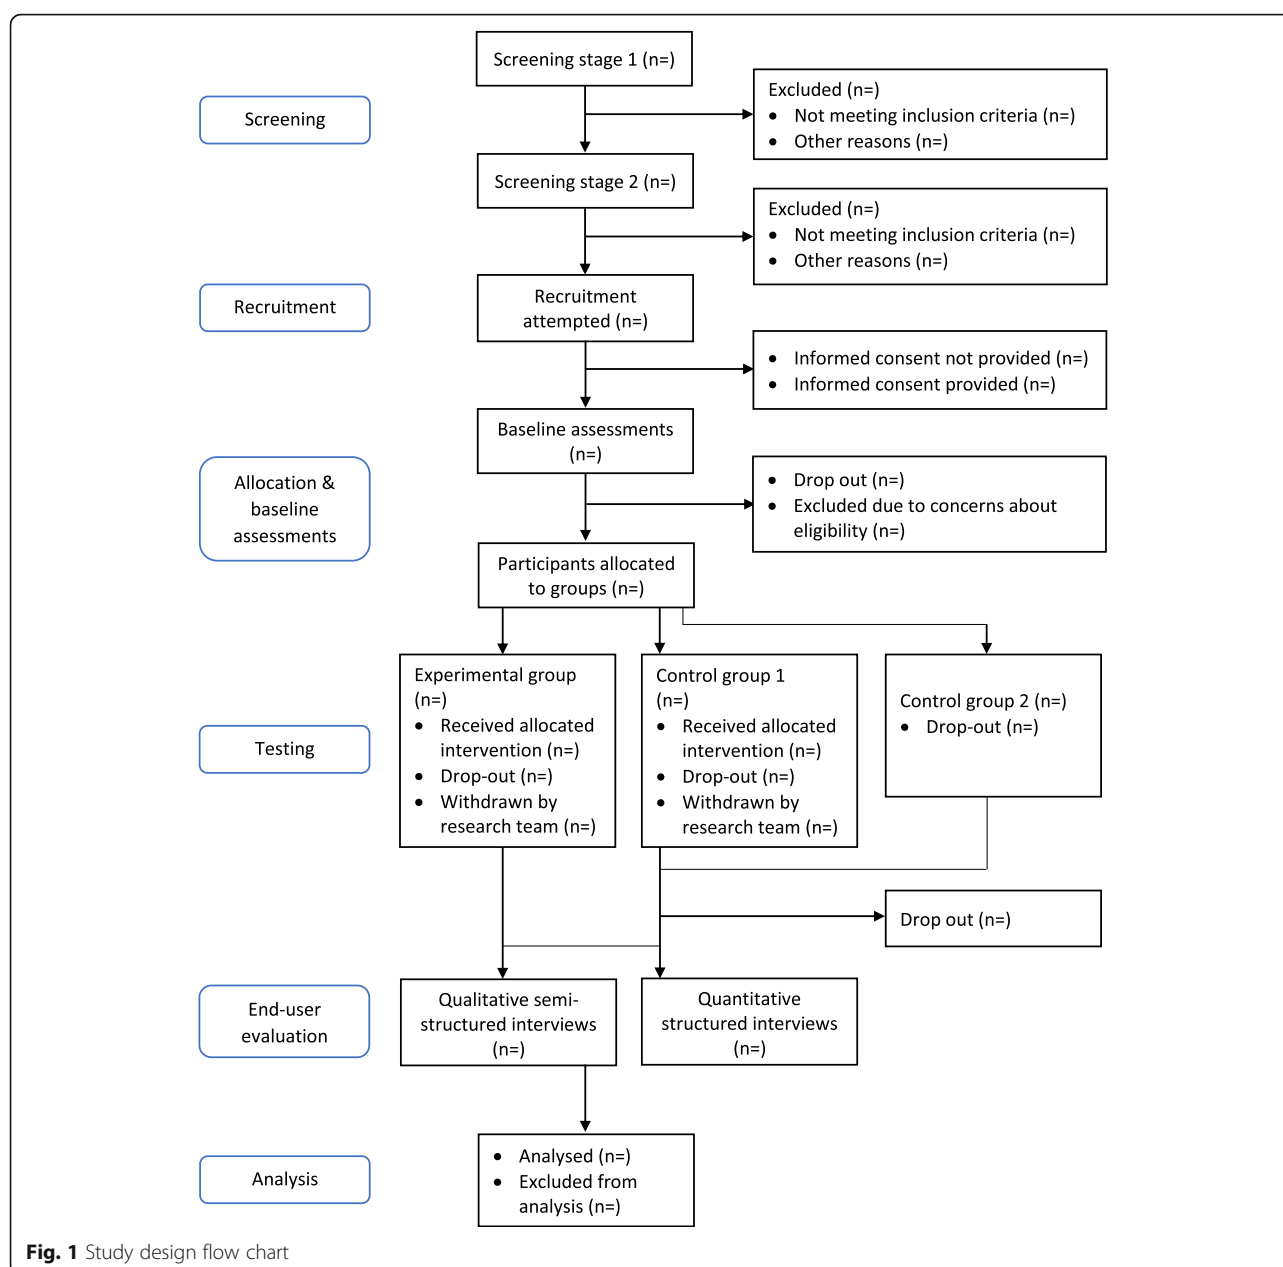 Screening stage 1 (n=)
Screening
Excluded (n=)
• Not meeting inclusion criteria (n=)
• Other reasons (n=)
Screening stage 2 (n=)
Excluded (n=)
• Not meeting inclusion criteria (n=)
• Other reasons (n=)
Recruitment
Recruitment
attempted (n=)
• Informed consent not provided (n=)
• Informed consent provided (n=)
Baseline assessments
(n=)
Allocation &
baseline
assessments
• Drop out (n=)
• Excluded due to concerns about
eligibility (n=)
Participants allocated
to groups (n=)
Testing
Experimental group
(n=)
• Received allocated
intervention (n=)
• Drop-out (n=)
• Withdrawn by
research team (n=)
Control group 1
(n=)
• Received allocated
intervention (n=)
• Drop-out (n=)
• Withdrawn by
research team (n=)
Control group 2 (n=)
• Drop-out (n=)
Drop out (n=)
End-user
evaluation
Qualitative semi-
structured interviews
(n=)
Quantitative
structured interviews
(n=)
Analysis
• Analysed (n=)
• Excluded from
analysis (n=)
Fig. 1 Study design flow chart